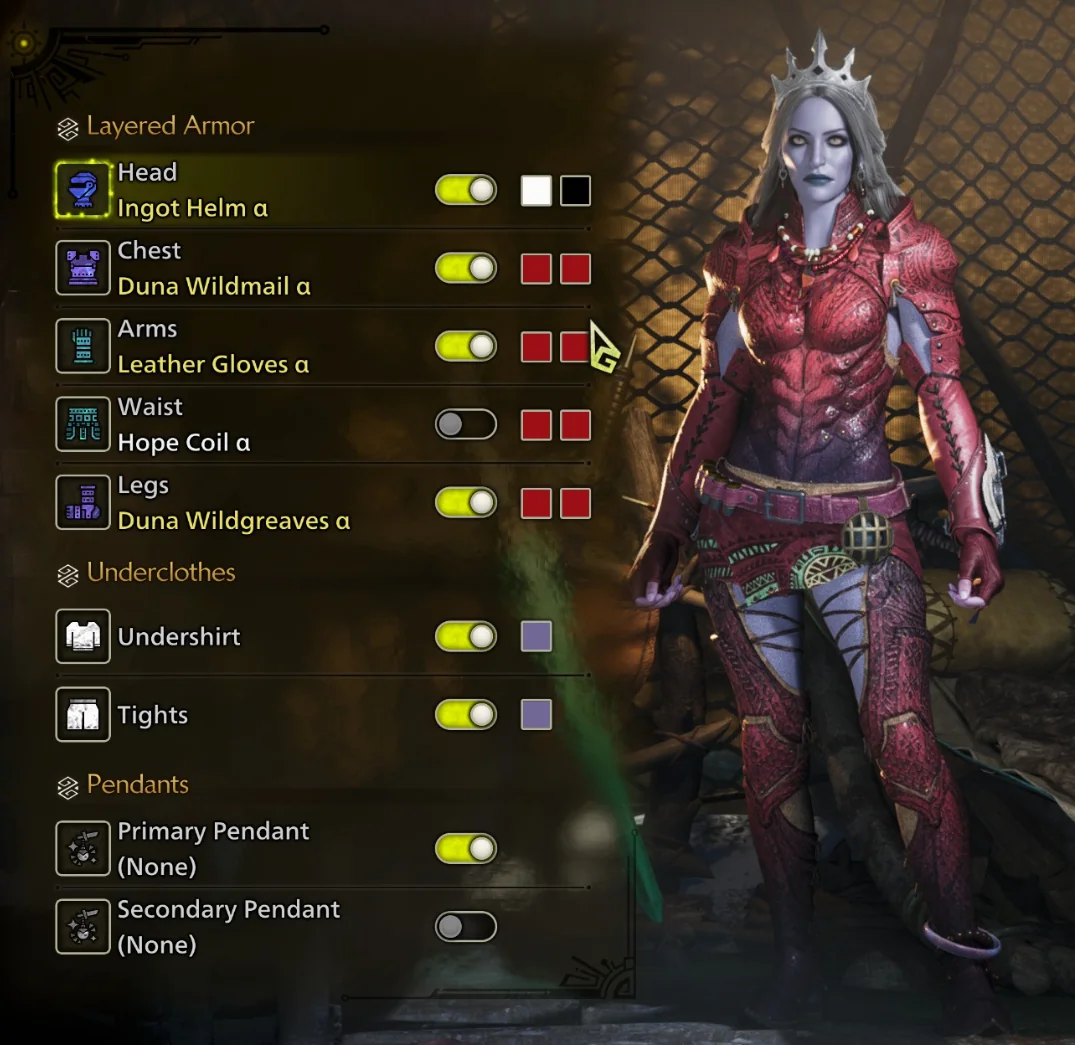 Layered Armor
Head
Ingot Helm α
Chest
Duna Wildmail α
Arms
Leather Gloves α
Waist
Hope Coil α
Legs
Duna Wildgreaves α
Underclothes
Undershirt
Tights
Pendants
Primary Pendant
(None)
Secondary Pendant
(None)